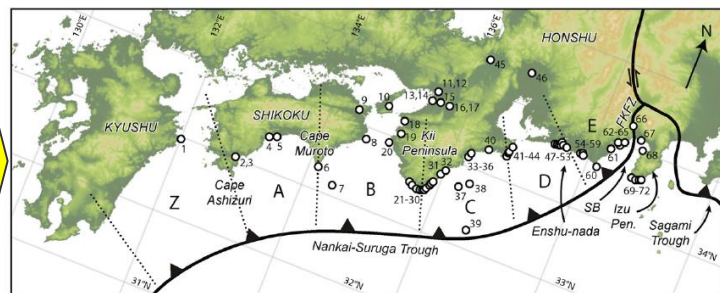 130°E
132°E
134°E
136°E
HONSHU
N
45
46
11,12
13,14
15
16,17
10
9
18
19
20
8
SHIKOKU
KYUSHU
1
4
5
2,3
Cape
Muroto
6
7
Cape
Ashizuri
Kii
Peninsula
31
32
21-30
33-36
40
37
38
39
41-44
47-53
54-59
60
61
62-65
66
67
68
69-72
FKFZ
Z
A
B
C
D
E
Enshu-nada
SB
Izu
Pen.
Sagami
Trough
Nankai-Suruga Trough
31°N
32°N
33°N
34°N